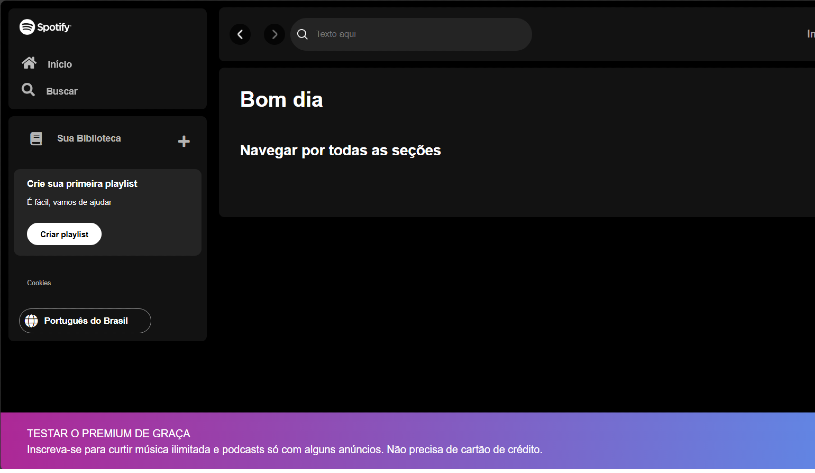 Spotify
Início
Buscar
Sua Biblioteca
Crie sua primeira playlist
É fácil, vamos de ajudar
Criar playlist
Cookies
Português do Brasil
Texto aqui
Bom dia
Navegar por todas as seções
TESTAR O PREMIUM DE GRAÇA
Inscreva-se para curtir música ilimitada e podcasts só com alguns anúncios. Não precisa de cartão de crédito.